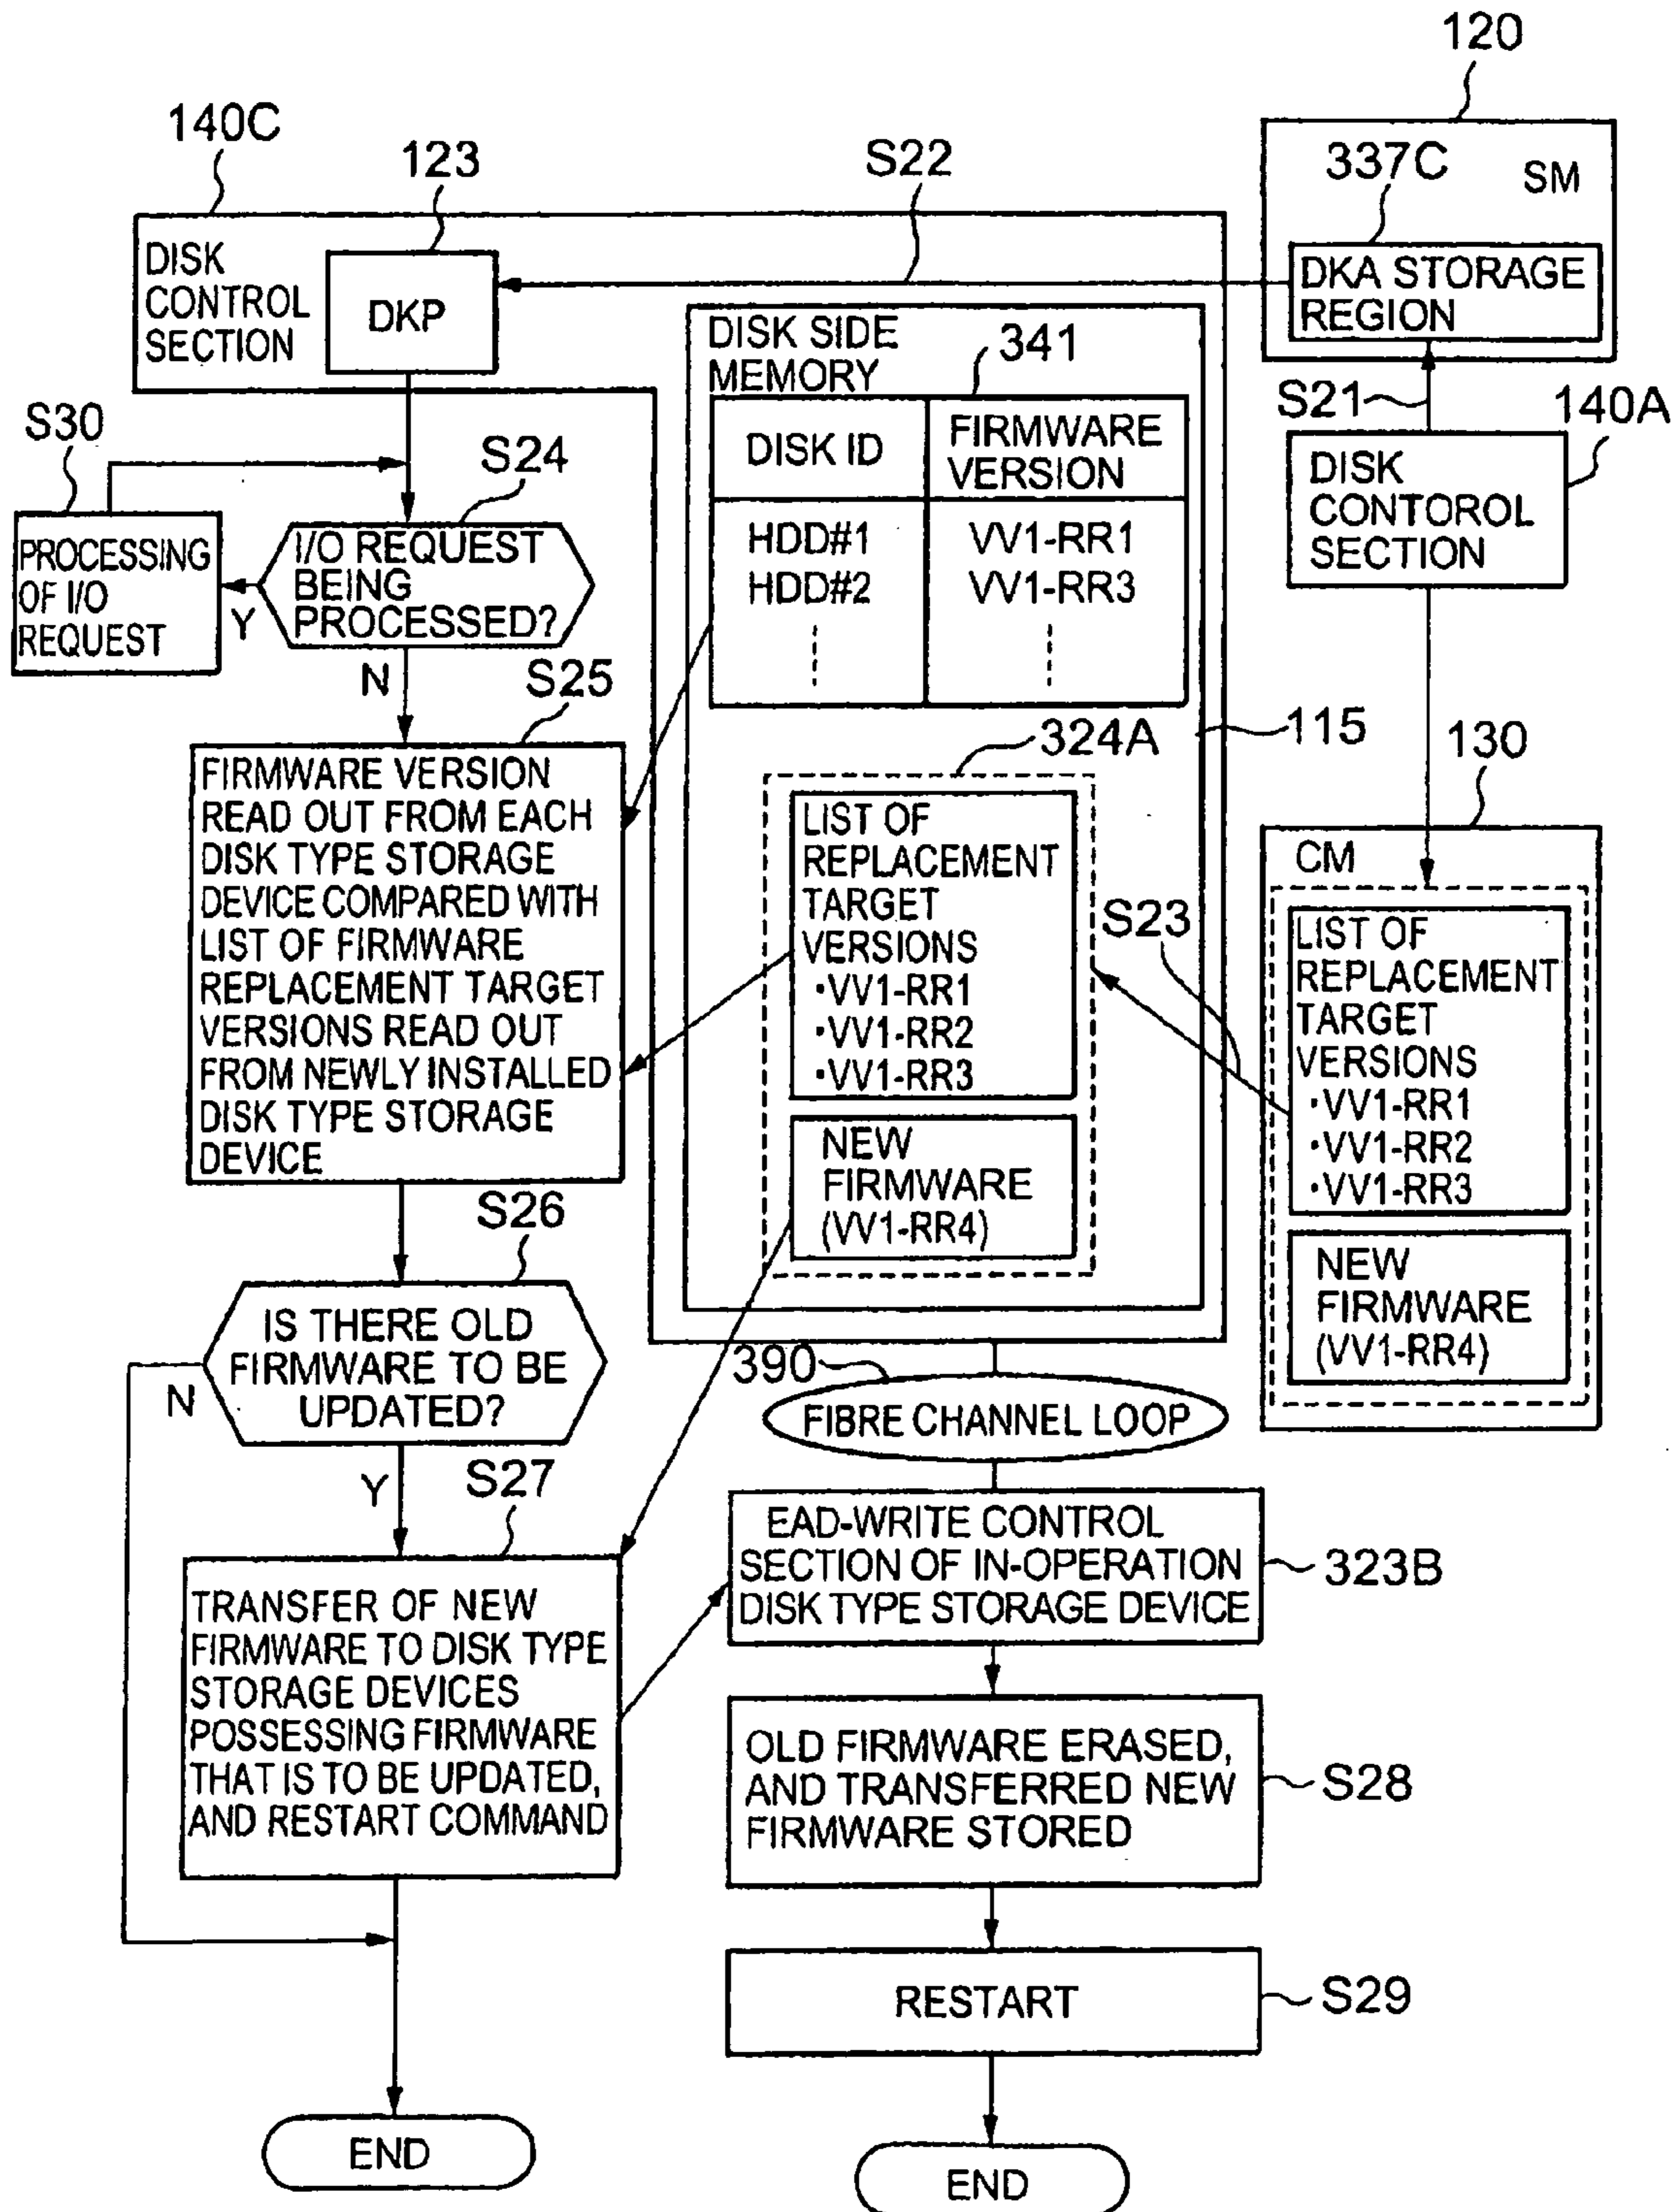 120
140C
123
S22
337C
SM
DISK
CONTROL
SECTION
DKP
DKA STORAGE
REGION
DISK SIDE
MEMORY
341
S21
140A
DISK ID
FIRMWARE
VERSION
HDD#1
VV1-RR1
HDD#2
VV1-RR3
DISK
CONTOROL
SECTION
S30
S24
PROCESSING
OF I/O
REQUEST
I/O REQUEST
BEING
PROCESSED?
Y
N
S25
324A
115
130
FIRMWARE VERSION
READ OUT FROM EACH
DISK TYPE STORAGE
DEVICE COMPARED WITH
LIST OF FIRMWARE
REPLACEMENT TARGET
VERSIONS READ OUT
FROM NEWLY INSTALLED
DISK TYPE STORAGE
DEVICE
LIST OF
REPLACEMENT
TARGET
VERSIONS
·VV1-RR1
·VV1-RR2
·VV1-RR3
NEW
FIRMWARE
(VV1-RR4)
S23
CM
LIST OF
REPLACEMENT
TARGET
VERSIONS
·VV1-RR1
·VV1-RR2
·VV1-RR3
NEW
FIRMWARE
(VV1-RR4)
S26
IS THERE OLD
FIRMWARE TO BE
UPDATED?
N
Y
390
FIBRE CHANNEL LOOP
S27
EAD-WRITE CONTROL
SECTION OF IN-OPERATION
DISK TYPE STORAGE DEVICE
323B
TRANSFER OF NEW
FIRMWARE TO DISK TYPE
STORAGE DEVICES
POSSESSING FIRMWARE
THAT IS TO BE UPDATED,
AND RESTART COMMAND
OLD FIRMWARE ERASED,
AND TRANSFERRED NEW
FIRMWARE STORED
S28
RESTART
S29
END
END